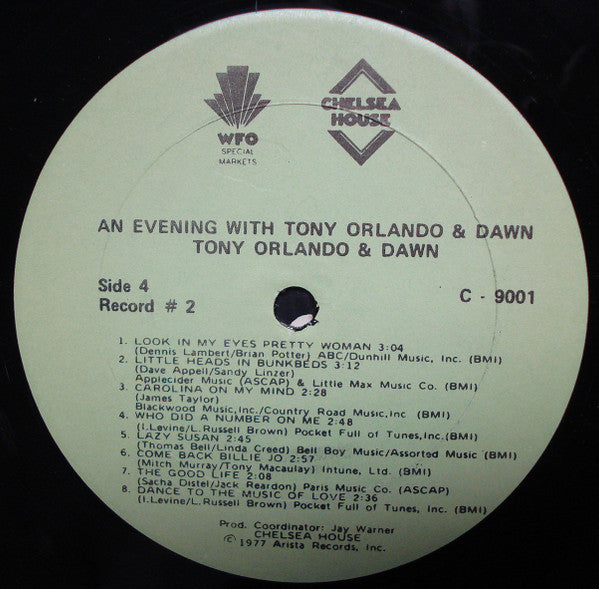 WFO
SPECIAL
MARKETS
CHELSEA
HOUSE
AN EVENING WITH TONY ORLANDO & DAWN
TONY ORLANDO & DAWN
Side 4
Record # 2
C - 9001
1. LOOK IN MY EYES PRETTY WOMAN 3:04
(Dennis Lambert/Brian Potter) ABC/Dunhill Music, Inc. (BMI)
2. LITTLE HEADS IN BUNKBEDS 3:12
(Dave Appell/Sandy Linzer)
Applecider Music (ASCAP) & Little Max Music Co. (BMI)
3. CAROLINA ON MY MIND 2:28
(James Taylor)
Blackwood Music,Inc./Country Road Music,Inc (BMI)
4. WHO DID A NUMBER ON ME 2:48
(I.Levine/L. Russell Brown) Pocket Full of Tunes,Inc.(BMI)
5. LAZY SUSAN 2:45
(Thomas Bell/Linda Creed) Bell Boy Music/Assorted Music (BMI)
6. COME BACK BILLIE JO 2:57
(Mitch Murray/Tony Macaulay) Intune, Ltd. (BMI)
7. THE GOOD LIFE 2:08
(Sacha Distel/Jack Reardon) Paris Music Co. (ASCAP)
8. DANCE TO THE MUSIC OF LOVE 2:36
(I.Levine/L. Russell Brown) Pocket Full of Tunes, Inc. (BMI)
Prod. Coordinator: Jay Warner
CHELSEA HOUSE
© 1977 Arista Records, Inc.